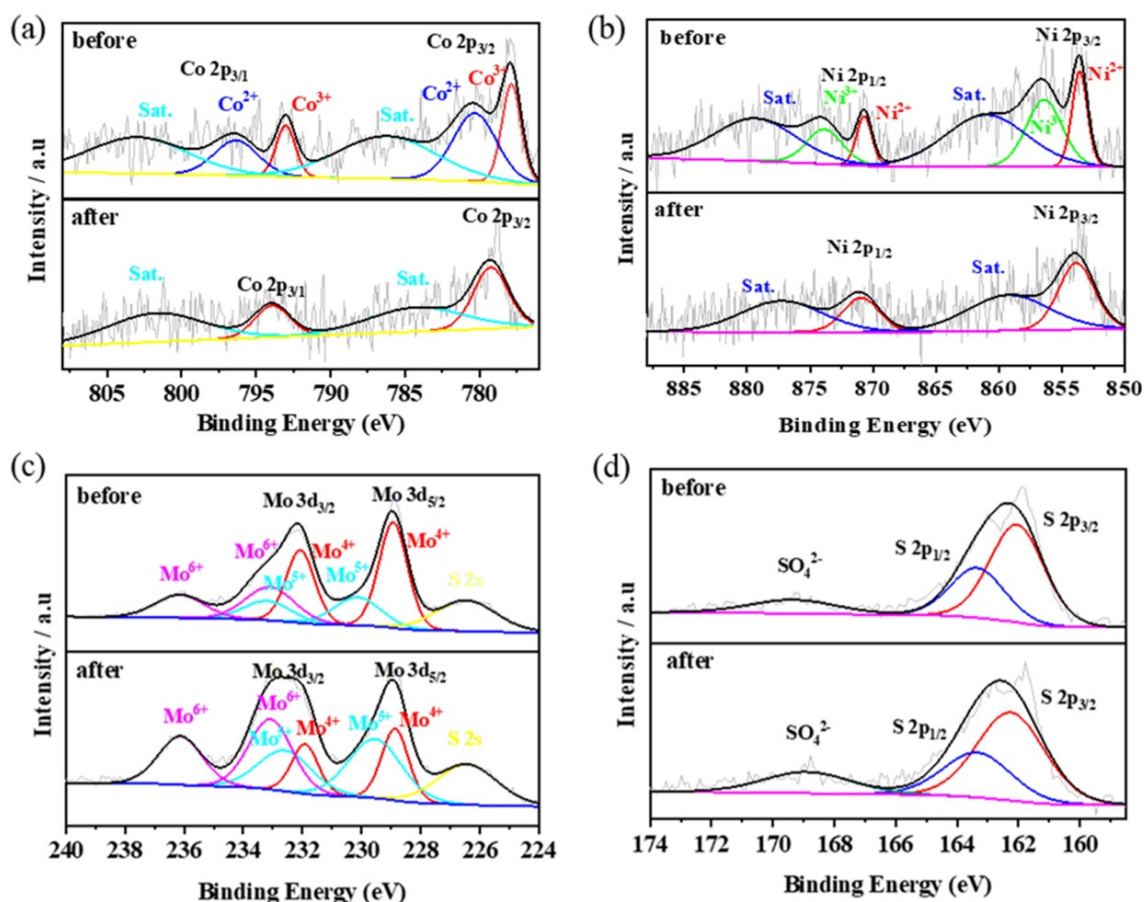 (a)
before
Co 2p3/2
Co 2p3/1
Co3+
Co2+
Co3+
Co2+
Sat.
Sat.
after
Co 2p3/2
Sat.
Sat.
Co 2p3/1
Intensity / a.u
805 800 795 790 785 780
Binding Energy (eV)
(b)
before
Ni 2p3/2
Ni2+
Ni 2p1/2
Sat.
Ni3+
Sat.
Ni2+
after
Ni 2p3/2
Ni 2p1/2
Sat.
Sat.
Intensity / a.u
885 880 875 870 865 860 855 850
Binding Energy (eV)
(c)
before
Mo 3d3/2
Mo 3d5/2
Mo6+
Mo6+
Mo4+
Mo4+
Mo5+
Mo5+
S 2s
after
Mo 3d3/2
Mo 3d5/2
Mo6+
Mo6+
Mo4+
Mo5+
Mo4+
Mo5+
S 2s
Intensity / a.u
240 238 236 234 232 230 228 226 224
Binding Energy (eV)
(d)
before
S 2p3/2
S 2p1/2
SO42-
after
S 2p3/2
S 2p1/2
SO42-
Intensity / a.u
174 172 170 168 166 164 162 160
Binding Energy (eV)